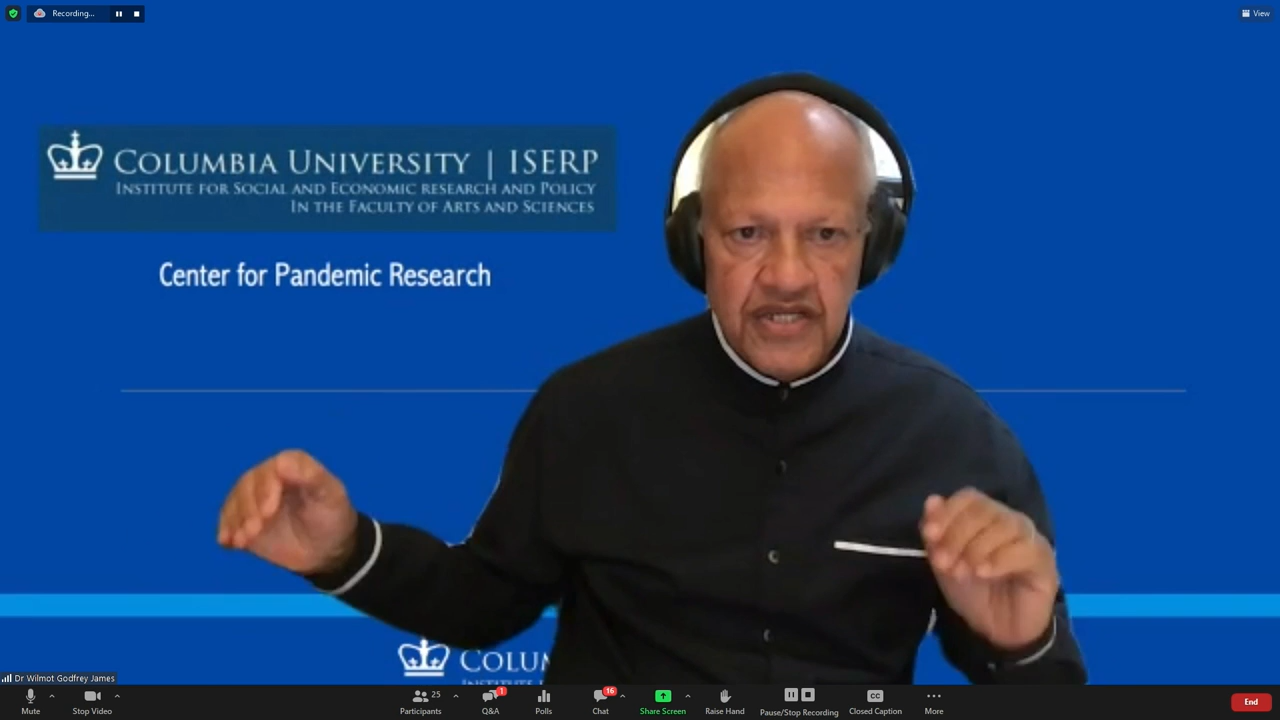 Recording...
View
COLUMBIA UNIVERSITY | ISERP
INSTITUTE FOR SOCIAL AND ECONOMIC RESEARCH AND POLICY
IN THE FACULTY OF ARTS AND SCIENCES
Center for Pandemic Research
COLUM
Dr Wilmot Godfrey James
Mute
Stop Video
25
Participants
1
Q&A
Polls
16
Chat
Share Screen
Raise Hand
Pause/Stop Recording
CC
Closed Caption
More
End